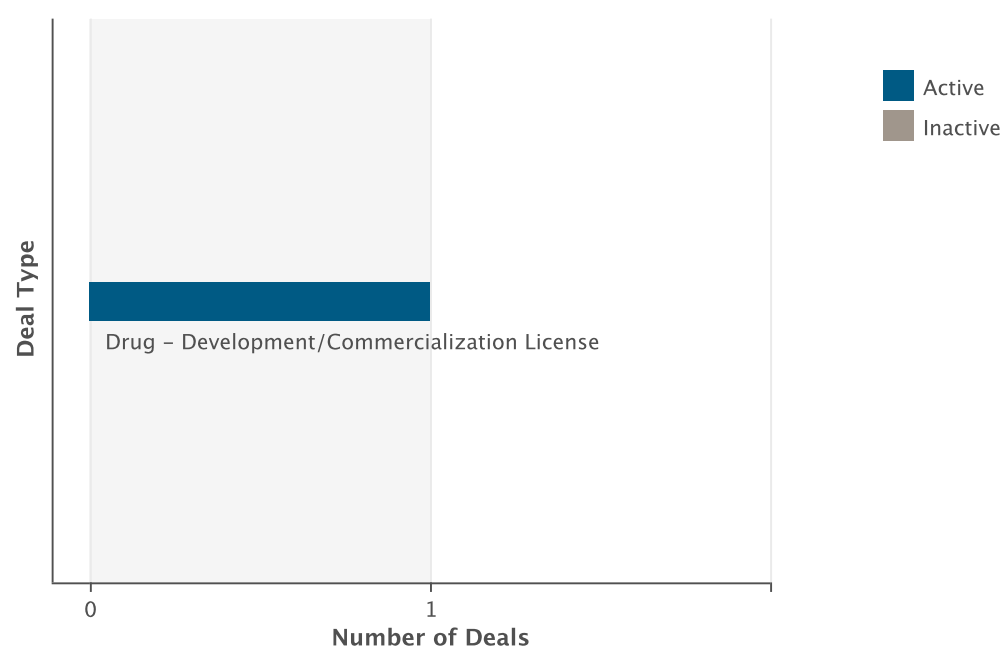 Active
Inactive
Deal Type
Drug – Development/Commercialization License
0
1
Number of Deals